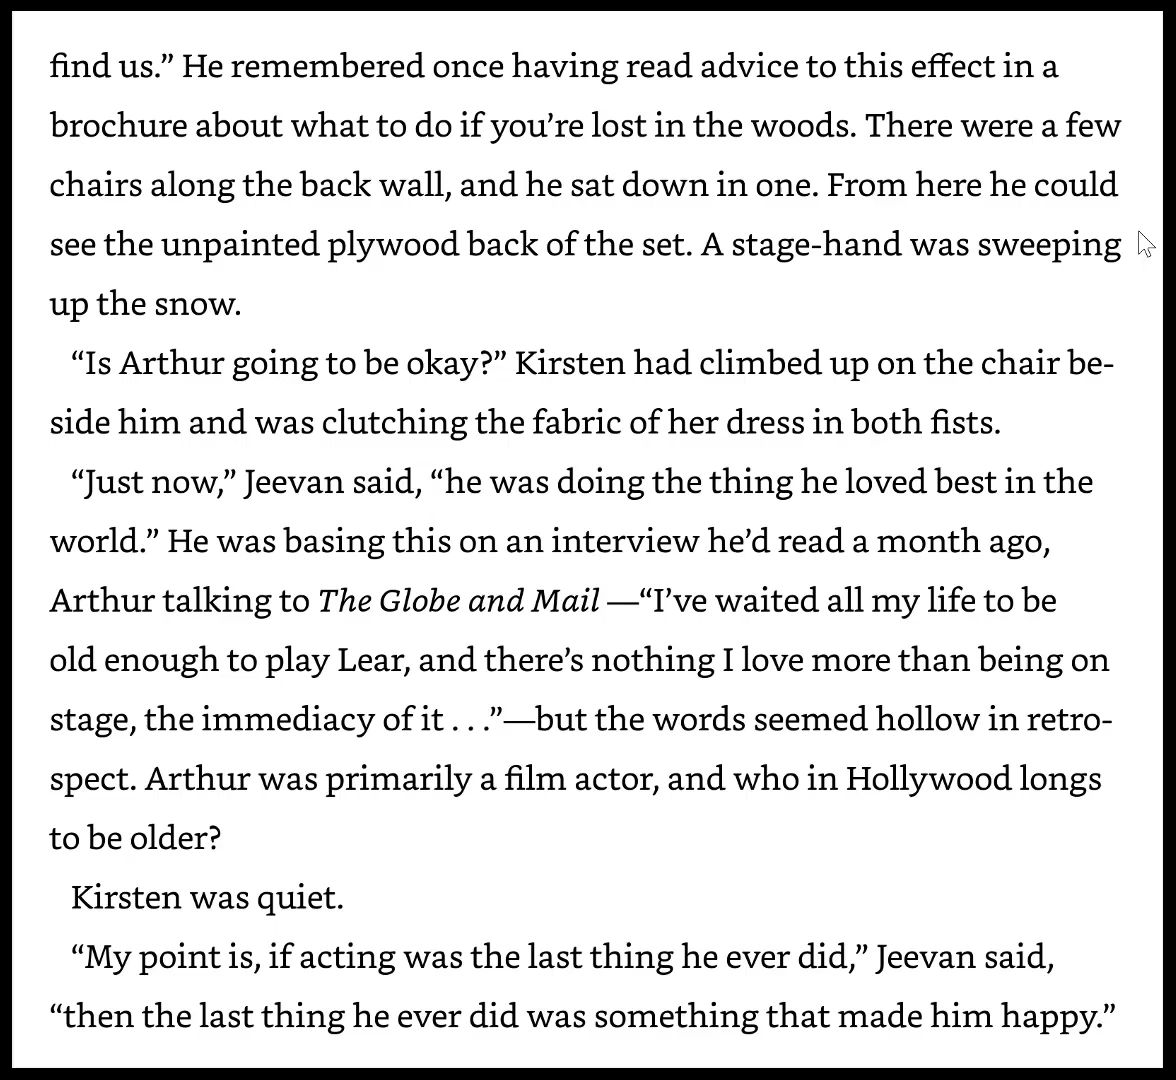 find us.” He remembered once having read advice to this effect in a
brochure about what to do if you’re lost in the woods. There were a few
chairs along the back wall, and he sat down in one. From here he could
see the unpainted plywood back of the set. A stage-hand was sweeping
up the snow.
“Is Arthur going to be okay?” Kirsten had climbed up on the chair be-
side him and was clutching the fabric of her dress in both fists.
“Just now,” Jeevan said, “he was doing the thing he loved best in the
world.” He was basing this on an interview he’d read a month ago,
Arthur talking to The Globe and Mail —“I’ve waited all my life to be
old enough to play Lear, and there’s nothing I love more than being on
stage, the immediacy of it . . .”—but the words seemed hollow in retro-
spect. Arthur was primarily a film actor, and who in Hollywood longs
to be older?
Kirsten was quiet.
“My point is, if acting was the last thing he ever did,” Jeevan said,
“then the last thing he ever did was something that made him happy.”